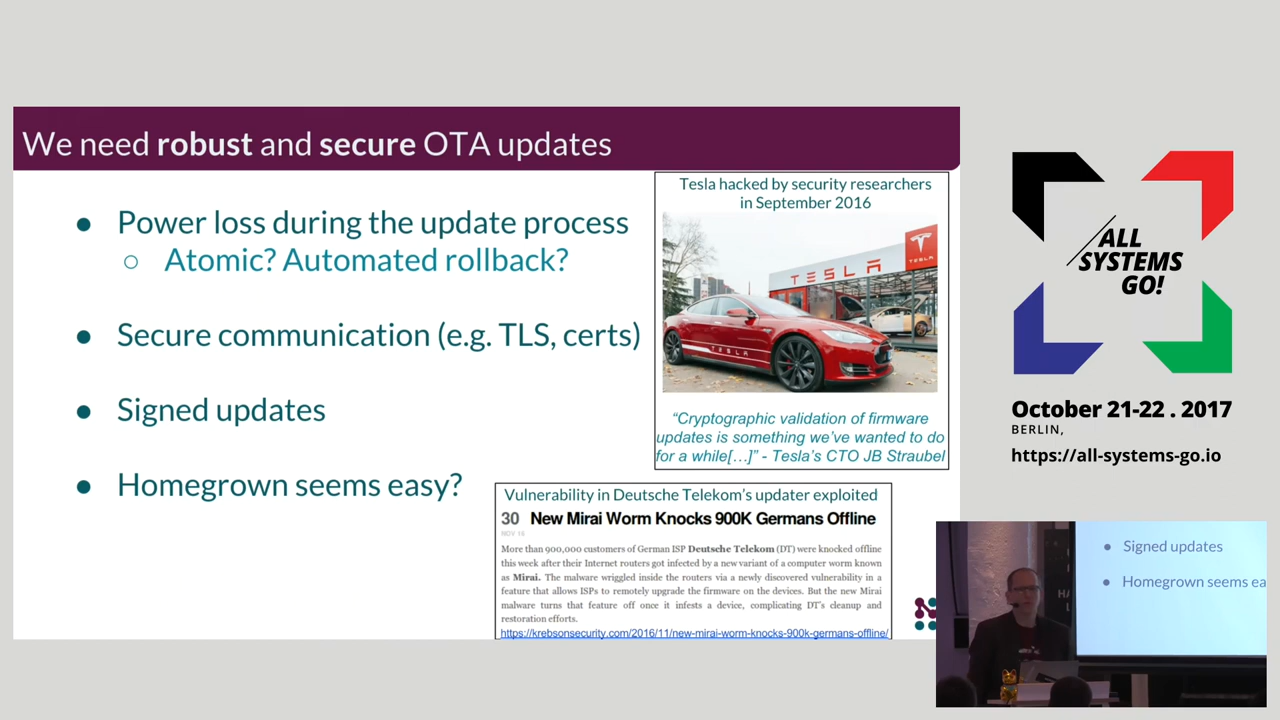 We need robust and secure OTA updates
● Power loss during the update process
○ Atomic? Automated rollback?
● Secure communication (e.g. TLS, certs)
● Signed updates
● Homegrown seems easy?
Tesla hacked by security researchers
in September 2016
TESLA
TESLA
TESLA
“Cryptographic validation of firmware
updates is something we’ve wanted to do
for a while[…]” - Tesla’s CTO JB Straubel
Vulnerability in Deutsche Telekom’s updater exploited
30 New Mirai Worm Knocks 900K Germans Offline
NOV 16
More than 900,000 customers of German ISP Deutsche Telekom (DT) were knocked offline
this week after their Internet routers got infected by a new variant of a computer worm known
as Mirai. The malware wriggled inside the routers via a newly discovered vulnerability in a
feature that allows ISPs to remotely upgrade the firmware on the devices. But the new Mirai
malware turns that feature off once it infests a device, complicating DT's cleanup and
restoration efforts.
https://krebsonsecurity.com/2016/11/new-mirai-worm-knocks-900k-germans-offline/
ALL
SYSTEMS
GO!
October 21-22 . 2017
BERLIN,
https://all-systems-go.io
● Signed updates
● Homegrown seems ea